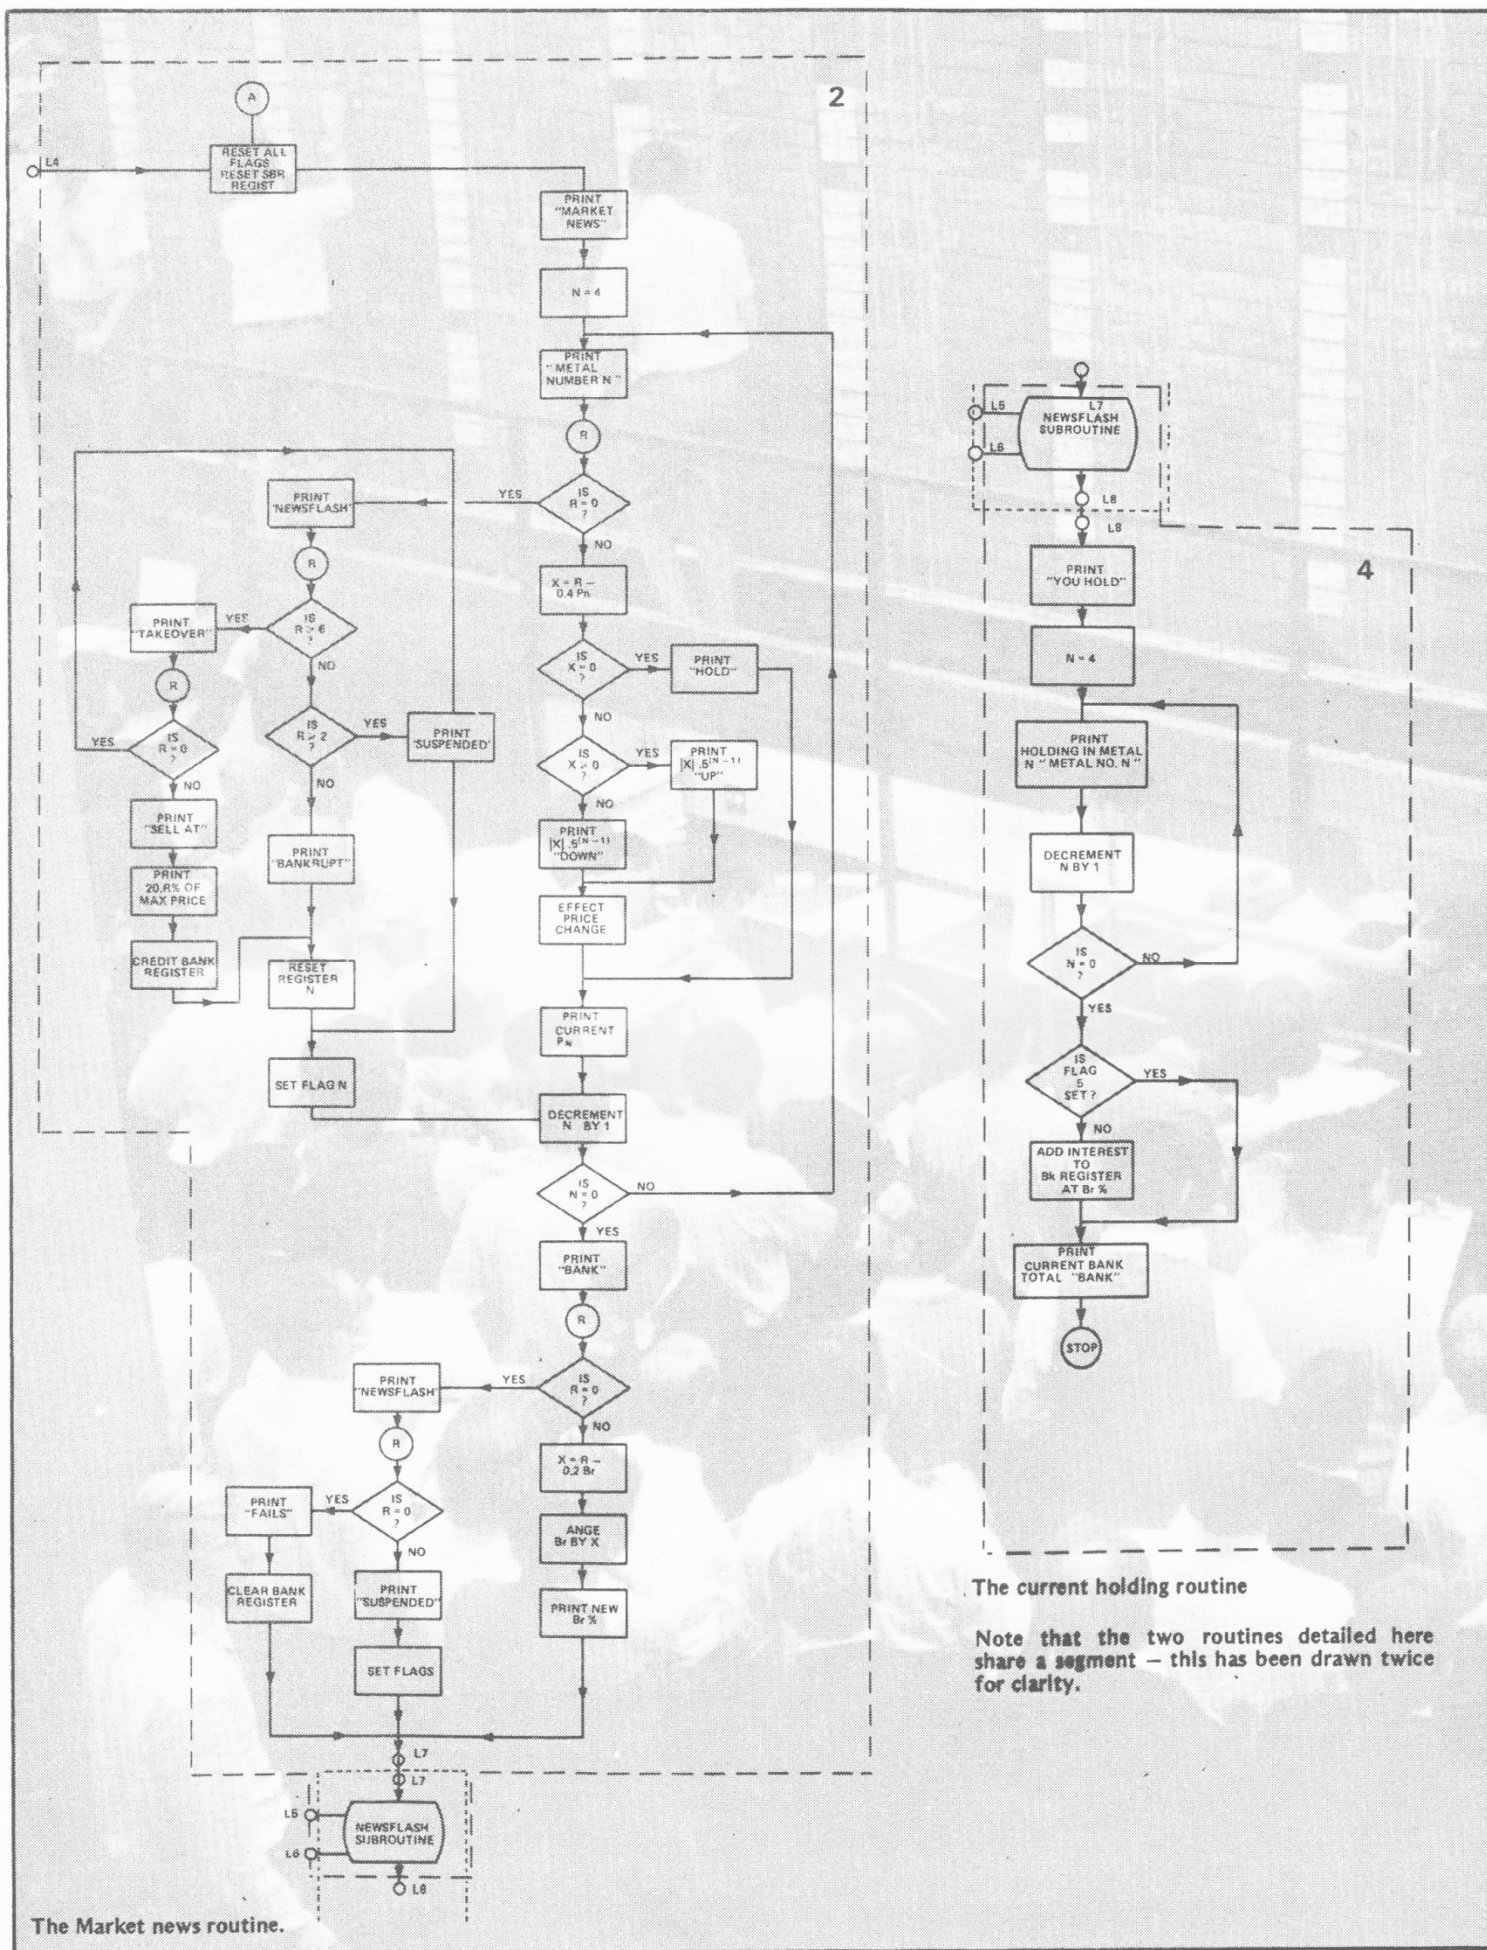 2
A
L4
RESET ALL
FLAGS
RESET SBR
REGIST
PRINT
"MARKET
NEWS"
N = 4
PRINT
"METAL
NUMBER N"
R
IS
R = 0
?
YES
NO
PRINT
'NEWSFLASH'
R
IS
R > 6
?
YES
NO
PRINT
"TAKEOVER"
R
IS
R = 0
?
YES
NO
PRINT
"SELL AT"
PRINT
20.R% OF
MAX PRICE
CREDIT BANK
REGISTER
IS
R > 2
?
YES
NO
PRINT
'SUSPENDED'
PRINT
"BANKRUPT"
RESET
REGISTER
N
SET FLAG N
X = R –
0.4 Pn
IS
X = 0
?
YES
NO
PRINT
"HOLD"
IS
X > 0
?
YES
NO
PRINT
|X| .5(N – 1)
"UP"
PRINT
|X| .5(N – 1)
"DOWN"
EFFECT
PRICE
CHANGE
PRINT
CURRENT
PN
DECREMENT
N BY 1
IS
N = 0
?
NO
YES
PRINT
"BANK"
R
IS
R = 0
?
YES
NO
PRINT
"NEWSFLASH'
R
IS
R = 0
?
YES
NO
PRINT
"FAILS"
CLEAR BANK
REGISTER
PRINT
"SUSPENDED"
SET FLAGS
X = R –
0.2 Br
ANGE
Br BY X
PRINT NEW
Br %
L7
L7
L5
L6
NEWSFLASH
SUBROUTINE
L8
The Market news routine.
4
L5
L6
L7
NEWSFLASH
SUBROUTINE
L8
L8
PRINT
"YOU HOLD"
N = 4
PRINT
HOLDING IN METAL
N "METAL NO. N"
DECREMENT
N BY 1
IS
N = 0
?
NO
YES
IS
FLAG
5
SET ?
YES
NO
ADD INTEREST
TO
Bk REGISTER
AT Br %
PRINT
CURRENT BANK
TOTAL "BANK"
STOP
The current holding routine
Note that the two routines detailed here
share a segment – this has been drawn twice
for clarity.